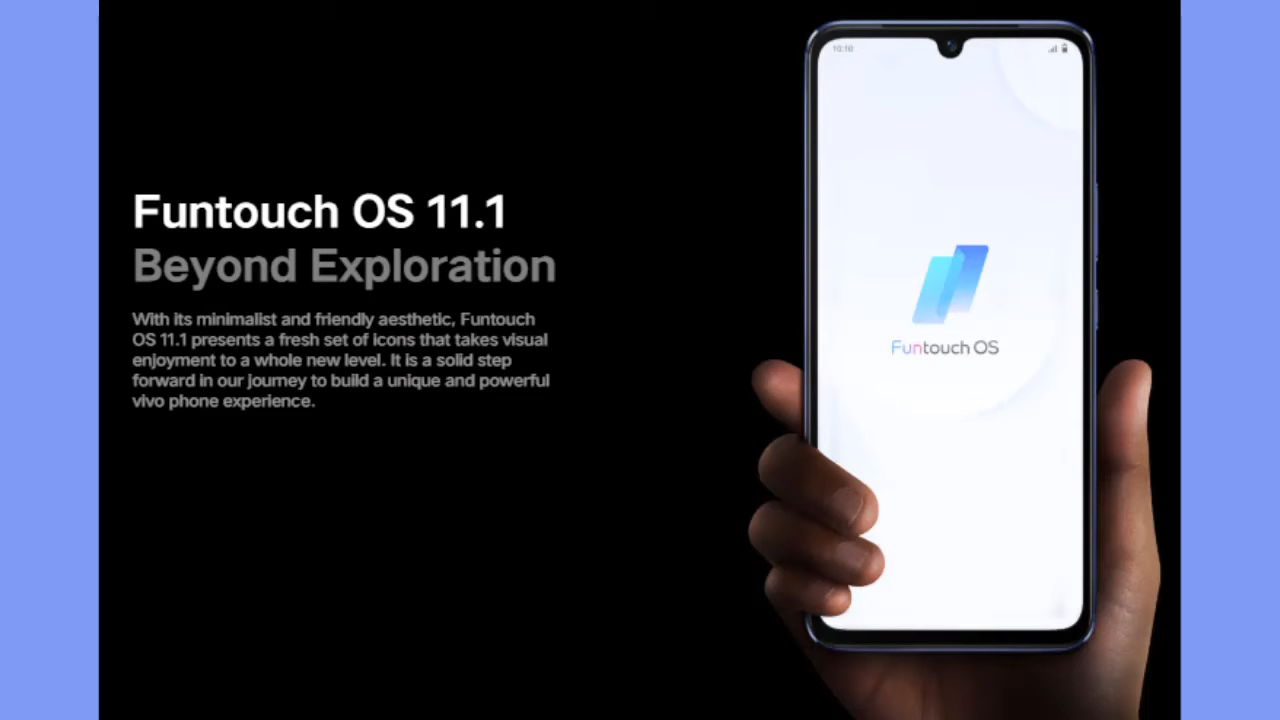 Funtouch OS 11.1
Beyond Exploration
With its minimalist and friendly aesthetic, Funtouch
OS 11.1 presents a fresh set of icons that takes visual
enjoyment to a whole new level. It is a solid step
forward in our journey to build a unique and powerful
vivo phone experience.
10:10
Funtouch OS